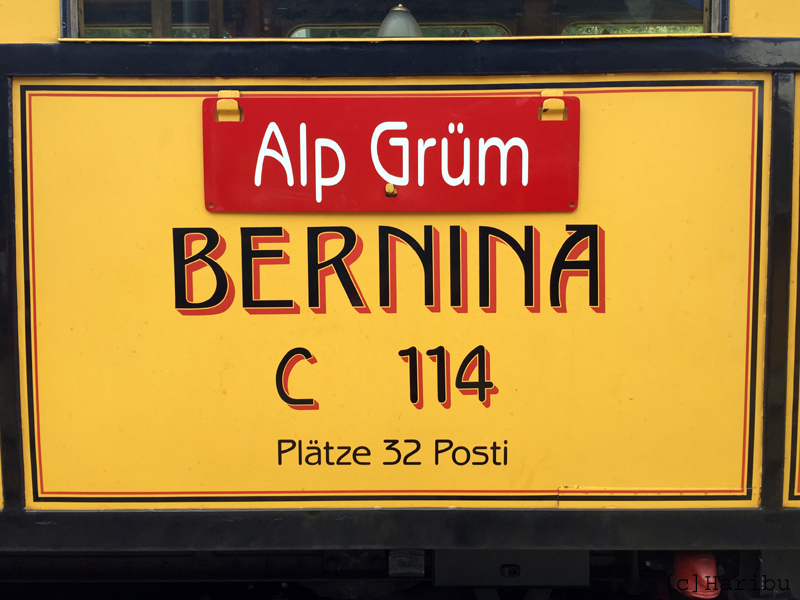 Alp Grüm
BERNINA
C 114
Plätze 32 Posti
[c]Haribu